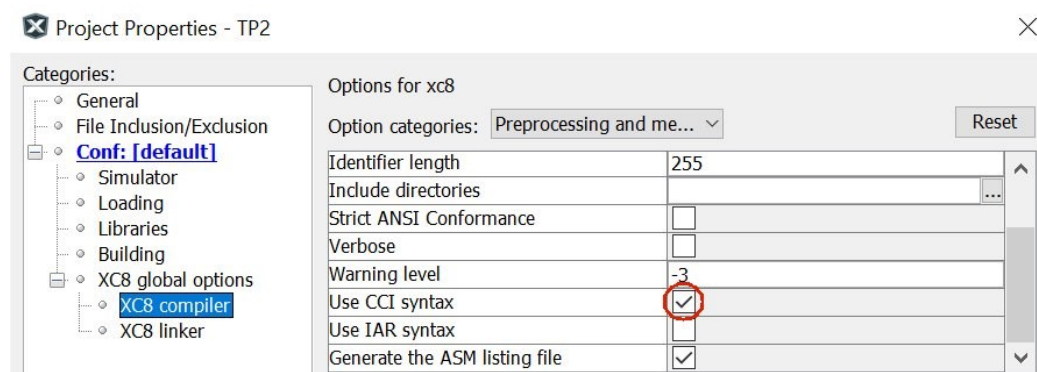 Project Properties - TP2
Categories:
General
File Inclusion/Exclusion
Conf: [default]
Simulator
Loading
Libraries
Building
XC8 global options
XC8 compiler
XC8 linker
Options for xc8
Option categories: Preprocessing and me...
Reset
Identifier length 255
Include directories ...
Strict ANSI Conformance
Verbose
Warning level -3
Use CCI syntax
Use IAR syntax
Generate the ASM listing file